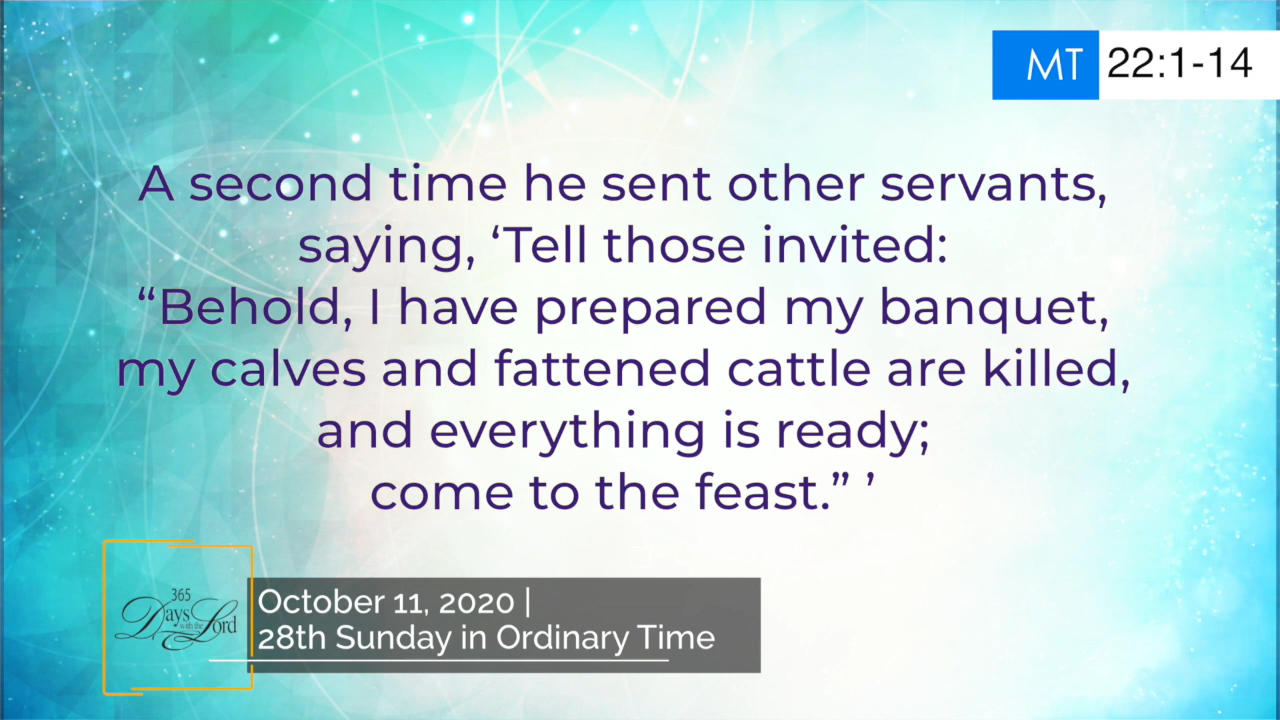 MT 22:1-14
A second time he sent other servants,
saying, ‘Tell those invited:
“Behold, I have prepared my banquet,
my calves and fattened cattle are killed,
and everything is ready;
come to the feast.” ’
365
Days with the Lord
October 11, 2020 |
28th Sunday in Ordinary Time